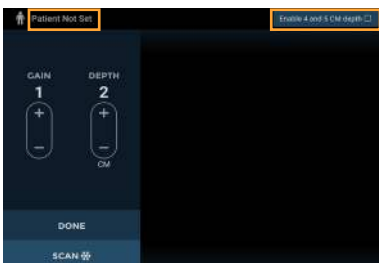 Patient Not Set
Enable 4 and 5 CM depth
GAIN DEPTH
1 2
+ +
– –
CM
DONE
SCAN